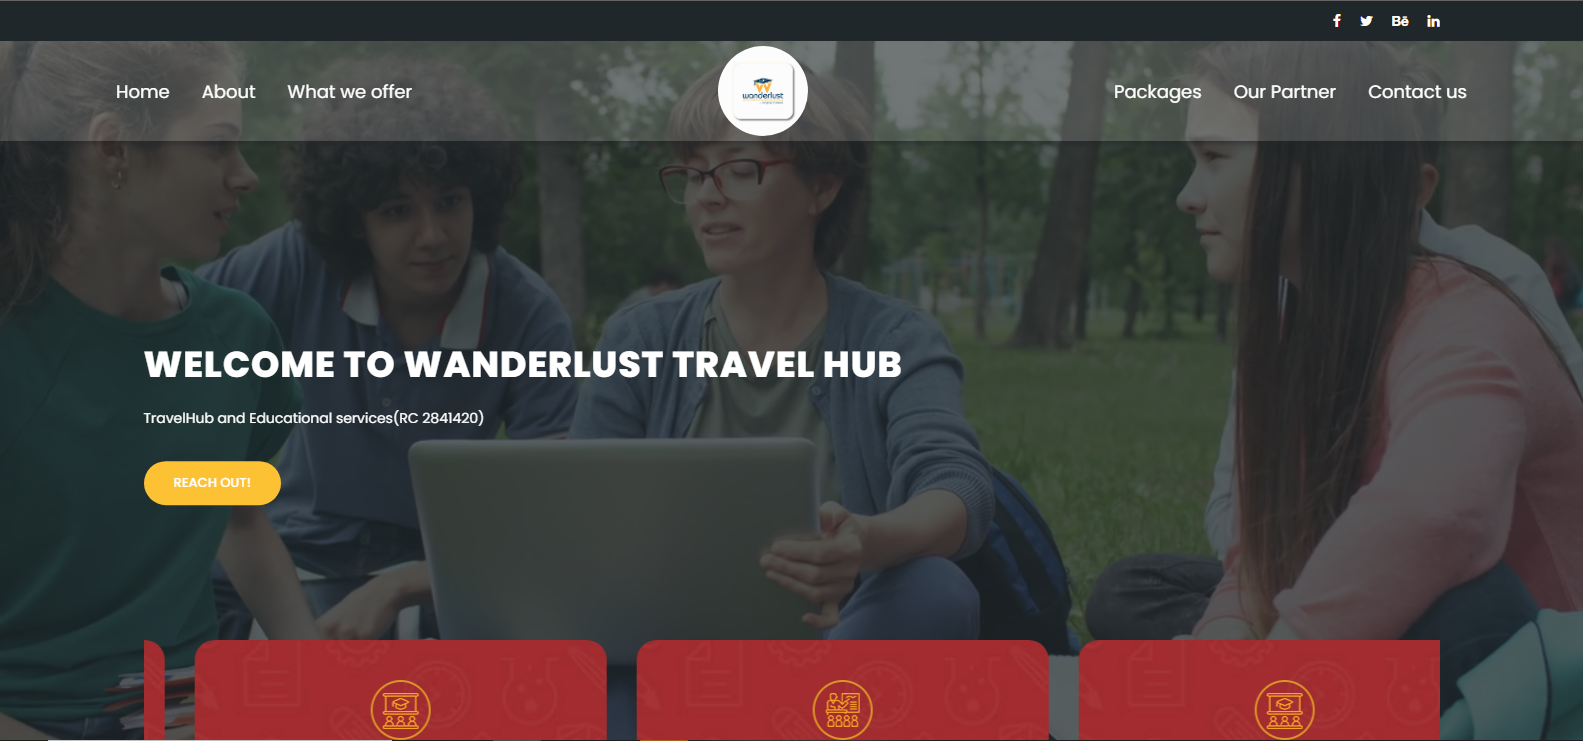 Bē
Home About What we offer
W
wanderlust
Packages Our Partner Contact us
WELCOME TO WANDERLUST TRAVEL HUB
TravelHub and Educational services(RC 2841420)
REACH OUT!